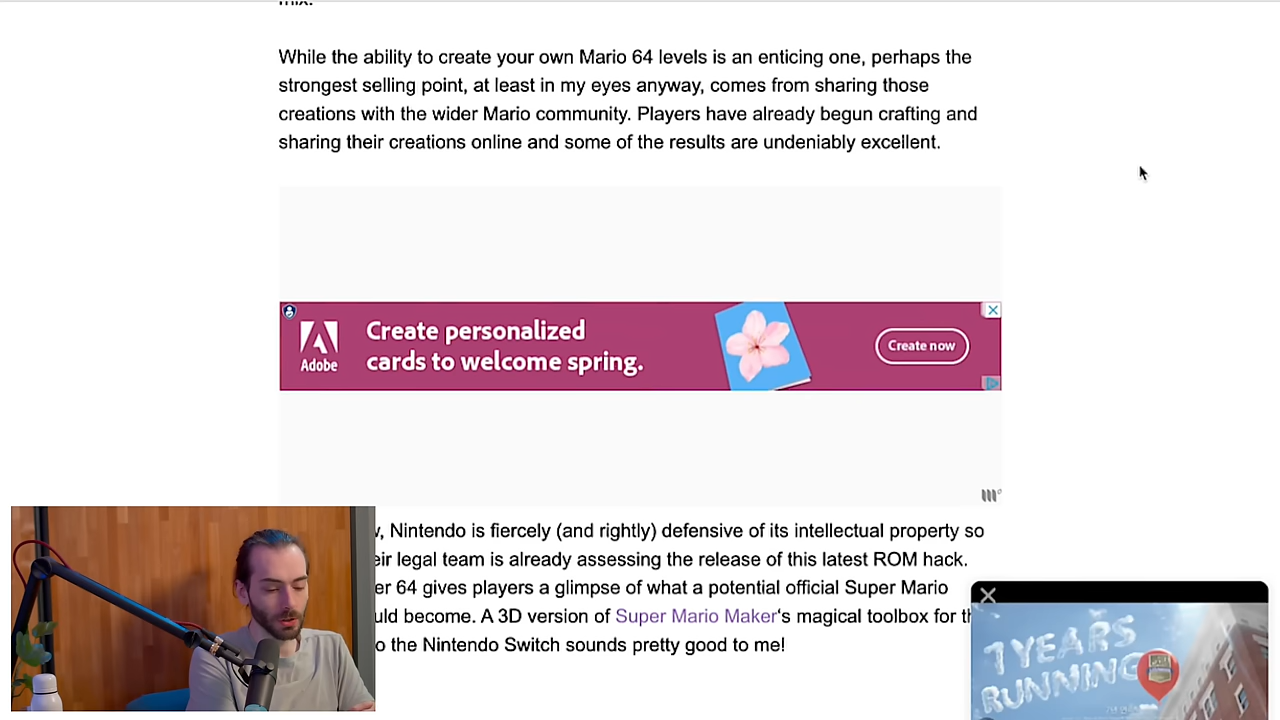 mix.
While the ability to create your own Mario 64 levels is an enticing one, perhaps the
strongest selling point, at least in my eyes anyway, comes from sharing those
creations with the wider Mario community. Players have already begun crafting and
sharing their creations online and some of the results are undeniably excellent.
Create personalized
cards to welcome spring.
Adobe
Create now
Nintendo is fiercely (and rightly) defensive of its intellectual property so
legal team is already assessing the release of this latest ROM hack.
64 gives players a glimpse of what a potential official Super Mario
become. A 3D version of Super Mario Maker's magical toolbox for
the Nintendo Switch sounds pretty good to me!
YEARS
RUNNING